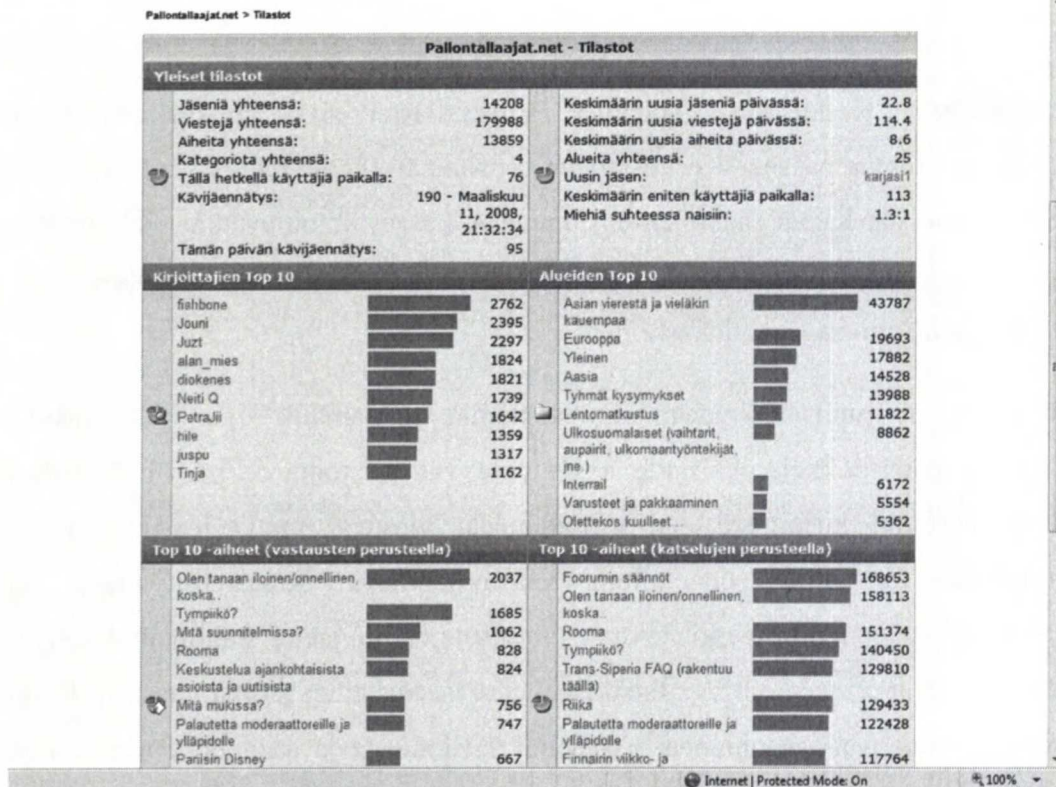 Pallontallaajat.net > Tilastot
Pallontallaajat.net - Tilastot
Yleiset tilastot
Jäseniä yhteensä: 14208
Viestejä yhteensä: 179988
Aiheita yhteensä: 13859
Kategoriota yhteensä: 4
Tällä hetkellä käyttäjiä paikalla: 76
Kävijäennätys: 190 - Maaliskuu
11, 2008,
21:32:34
Tämän päivän kävijäennätys: 95
Keskimäärin uusia jäseniä päivässä: 22.8
Keskimäärin uusia viestejä päivässä: 114.4
Keskimäärin uusia aiheita päivässä: 8.6
Alueita yhteensä: 25
Uusin jäsen: karjasi1
Keskimäärin eniten käyttäjiä paikalla: 113
Miehiä suhteessa naisiin: 1.3:1
Kirjoittajien Top 10
fishbone 2762
Jouni 2395
Juzt 2297
alan_mies 1824
diokenes 1821
Neiti Q 1739
PetraJii 1642
hile 1359
juspu 1317
Tinja 1162
Alueiden Top 10
Asian vierestä ja vieläkin 43787
kauempaa
Eurooppa 19693
Yleinen 17882
Aasia 14528
Tyhmät kysymykset 13988
Lentomatkustus 11822
Ulkosuomalaiset (vaihtarit, 8862
aupairit, ulkomaantyöntekijät,
jne.)
Interrail 6172
Varusteet ja pakkaaminen 5554
Olettekos kuulleet... 5362
Top 10 -aiheet (vastausten perusteella)
Olen tanaan iloinen/onnellinen, 2037
koska..
Tympiikö? 1685
Mitä suunnitelmissa? 1062
Rooma 828
Keskustelua ajankohtaisista 824
asioista ja uutisista
Mitä mukissa? 756
Palautetta moderaattoreille ja 747
ylläpidolle
Panisin Disney 667
Top 10 -aiheet (katselujen perusteella)
Foorumin säännöt 168653
Olen tanaan iloinen/onnellinen, 158113
koska..
Rooma 151374
Tympiikö? 140450
Trans-Siperia FAQ (rakentuu 129810
täällä)
Riika 129433
Palautetta moderaattoreille ja 122428
ylläpidolle
Finnairin viikko- ja 117764
Internet | Protected Mode: On 100%